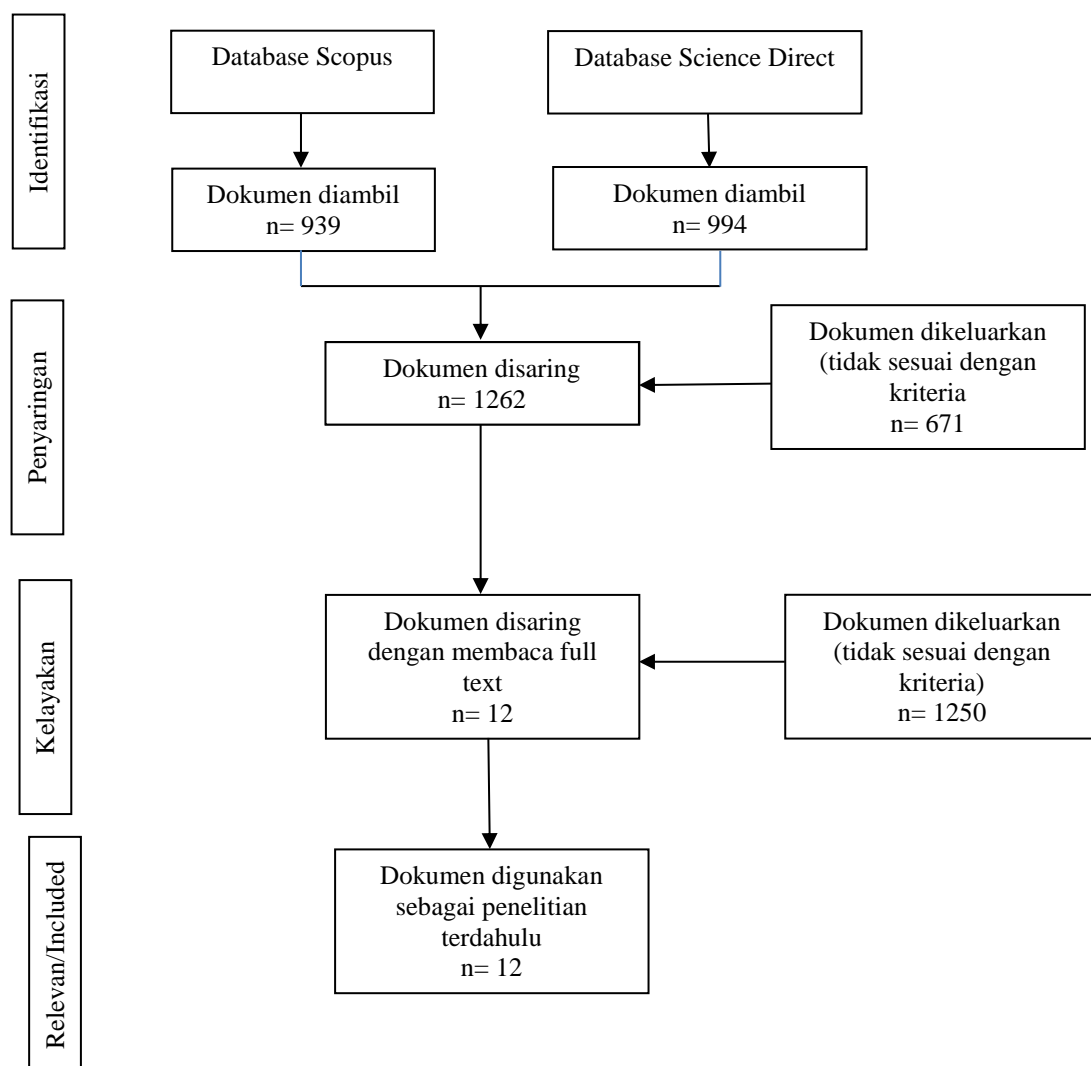 Identifikasi
Database Scopus
Database Science Direct
Dokumen diambil
n= 939
Dokumen diambil
n= 994
Penyaringan
Dokumen disaring
n= 1262
Dokumen dikeluarkan
(tidak sesuai dengan
kriteria
n= 671
Kelayakan
Dokumen disaring
dengan membaca full
text
n= 12
Dokumen dikeluarkan
(tidak sesuai dengan
kriteria)
n= 1250
Relevan/Included
Dokumen digunakan
sebagai penelitian
terdahulu
n= 12